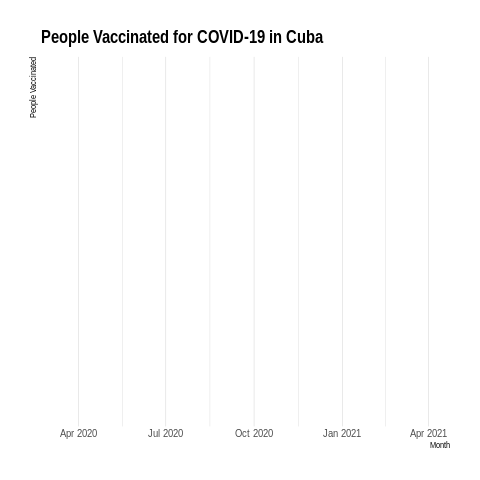 People Vaccinated for COVID-19 in Cuba
People Vaccinated
Apr 2020 Jul 2020 Oct 2020 Jan 2021 Apr 2021
Month